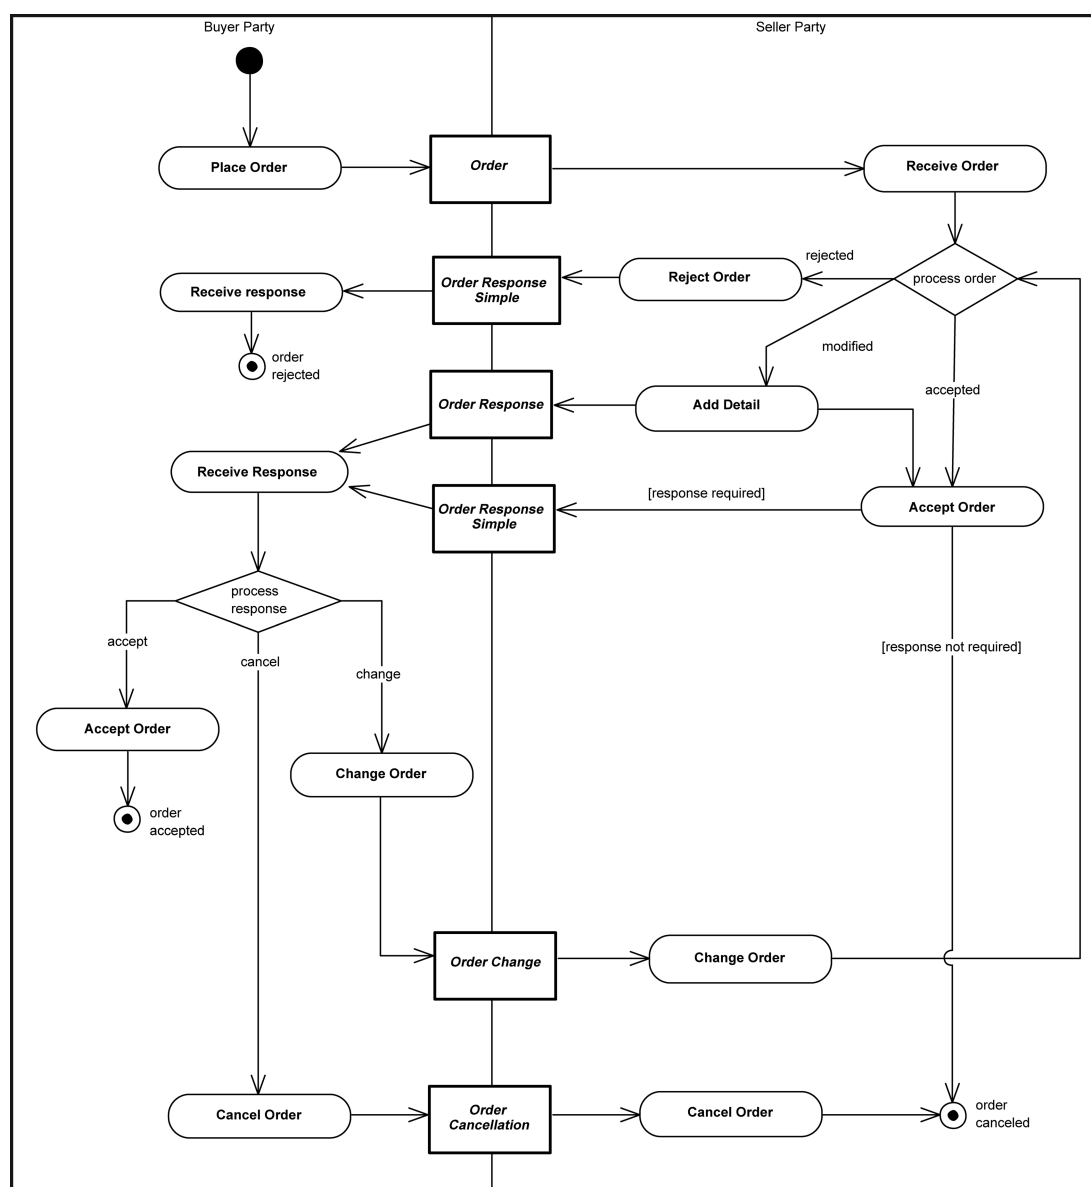 Buyer Party
Seller Party
Place Order
Order
Receive Order
rejected
Receive response
Order Response
Simple
Reject Order
process order
order
rejected
modified
accepted
Order Response
Add Detail
Receive Response
[response required]
Order Response
Simple
Accept Order
process
response
accept
cancel
change
[response not required]
Accept Order
Change Order
order
accepted
Order Change
Change Order
Cancel Order
Order
Cancellation
Cancel Order
order
canceled